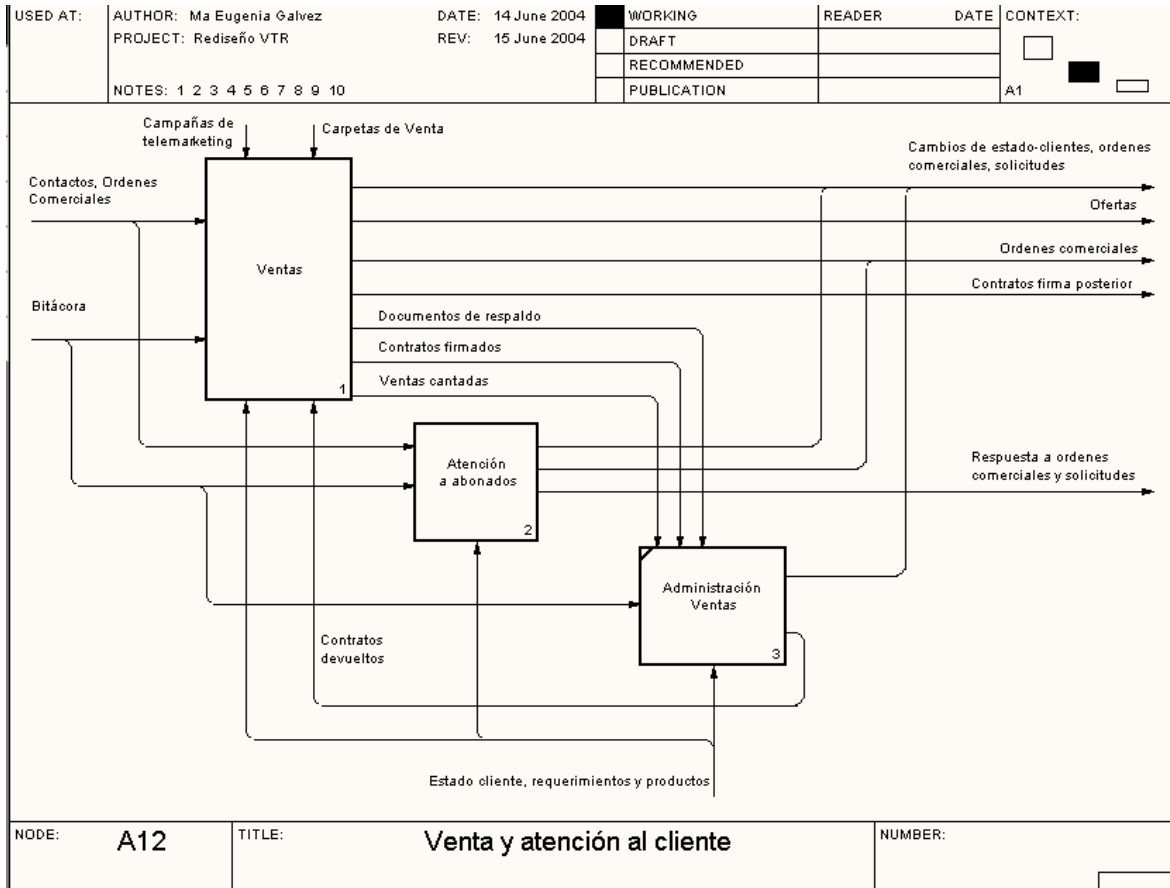 USED AT:
AUTHOR: Ma Eugenia Galvez
DATE: 14 June 2004
PROJECT: Rediseño VTR
REV: 15 June 2004
NOTES: 1 2 3 4 5 6 7 8 9 10
WORKING
DRAFT
RECOMMENDED
PUBLICATION
READER
DATE
CONTEXT:
A1
Campañas de
telemarketing
Carpetas de Venta
Cambios de estado-clientes, ordenes
comerciales, solicitudes
Contactos, Ordenes
Comerciales
Ofertas
Ventas
Ordenes comerciales
Contratos firma posterior
Bitácora
Documentos de respaldo
Contratos firmados
Ventas cantadas
1
Atención
a abonados
2
Respuesta a ordenes
comerciales y solicitudes
Administración
Ventas
3
Contratos
devueltos
Estado cliente, requerimientos y productos
NODE:
A12
TITLE:
Venta y atención al cliente
NUMBER: